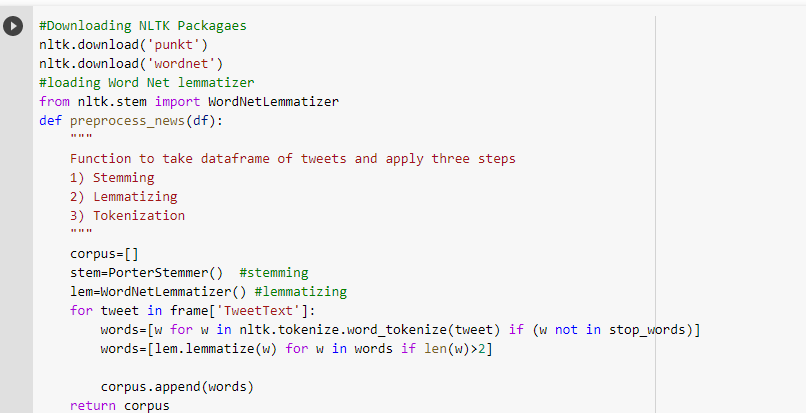 #Downloading NLTK Packagaes
nltk.download('punkt')
nltk.download('wordnet')
#loading Word Net lemmatizer
from nltk.stem import WordNetLemmatizer
def preprocess_news(df):
    """
    Function to take dataframe of tweets and apply three steps
    1) Stemming
    2) Lemmatizing
    3) Tokenization
    """
    corpus=[]
    stem=PorterStemmer()  #stemming
    lem=WordNetLemmatizer() #lemmatizing
    for tweet in frame['TweetText']:
        words=[w for w in nltk.tokenize.word_tokenize(tweet) if (w not in stop_words)]
        words=[lem.lemmatize(w) for w in words if len(w)>2]

        corpus.append(words)
    return corpus